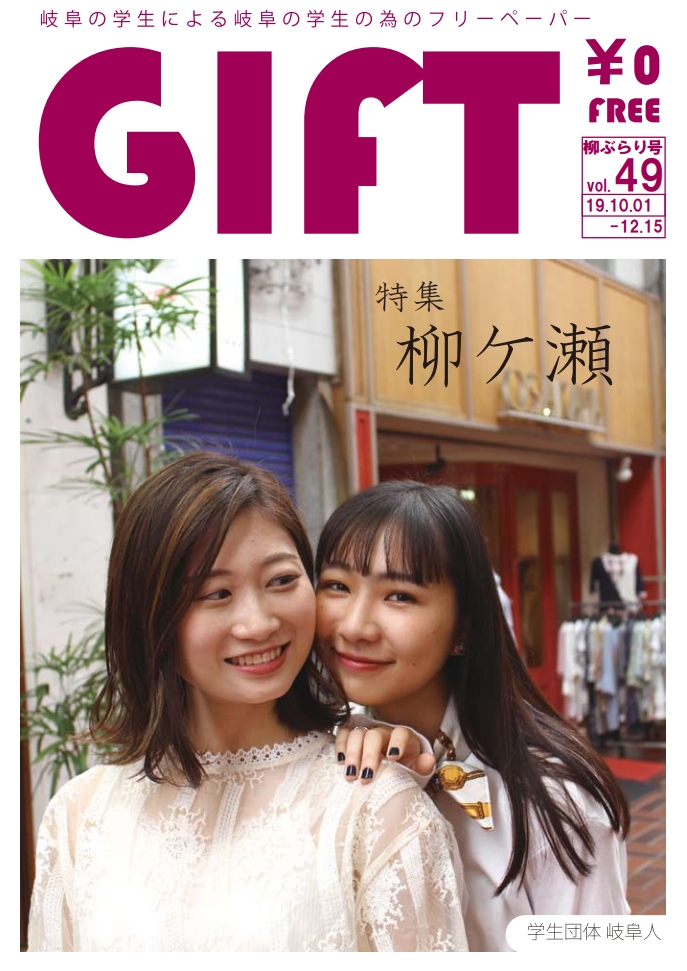 岐阜の学生による岐阜の学生の為のフリーペーパー
GIFT
¥0
FREE
柳ぶらり号
vol. 49
19.10.01
-12.15
特集
柳ケ瀬
学生団体 岐阜人